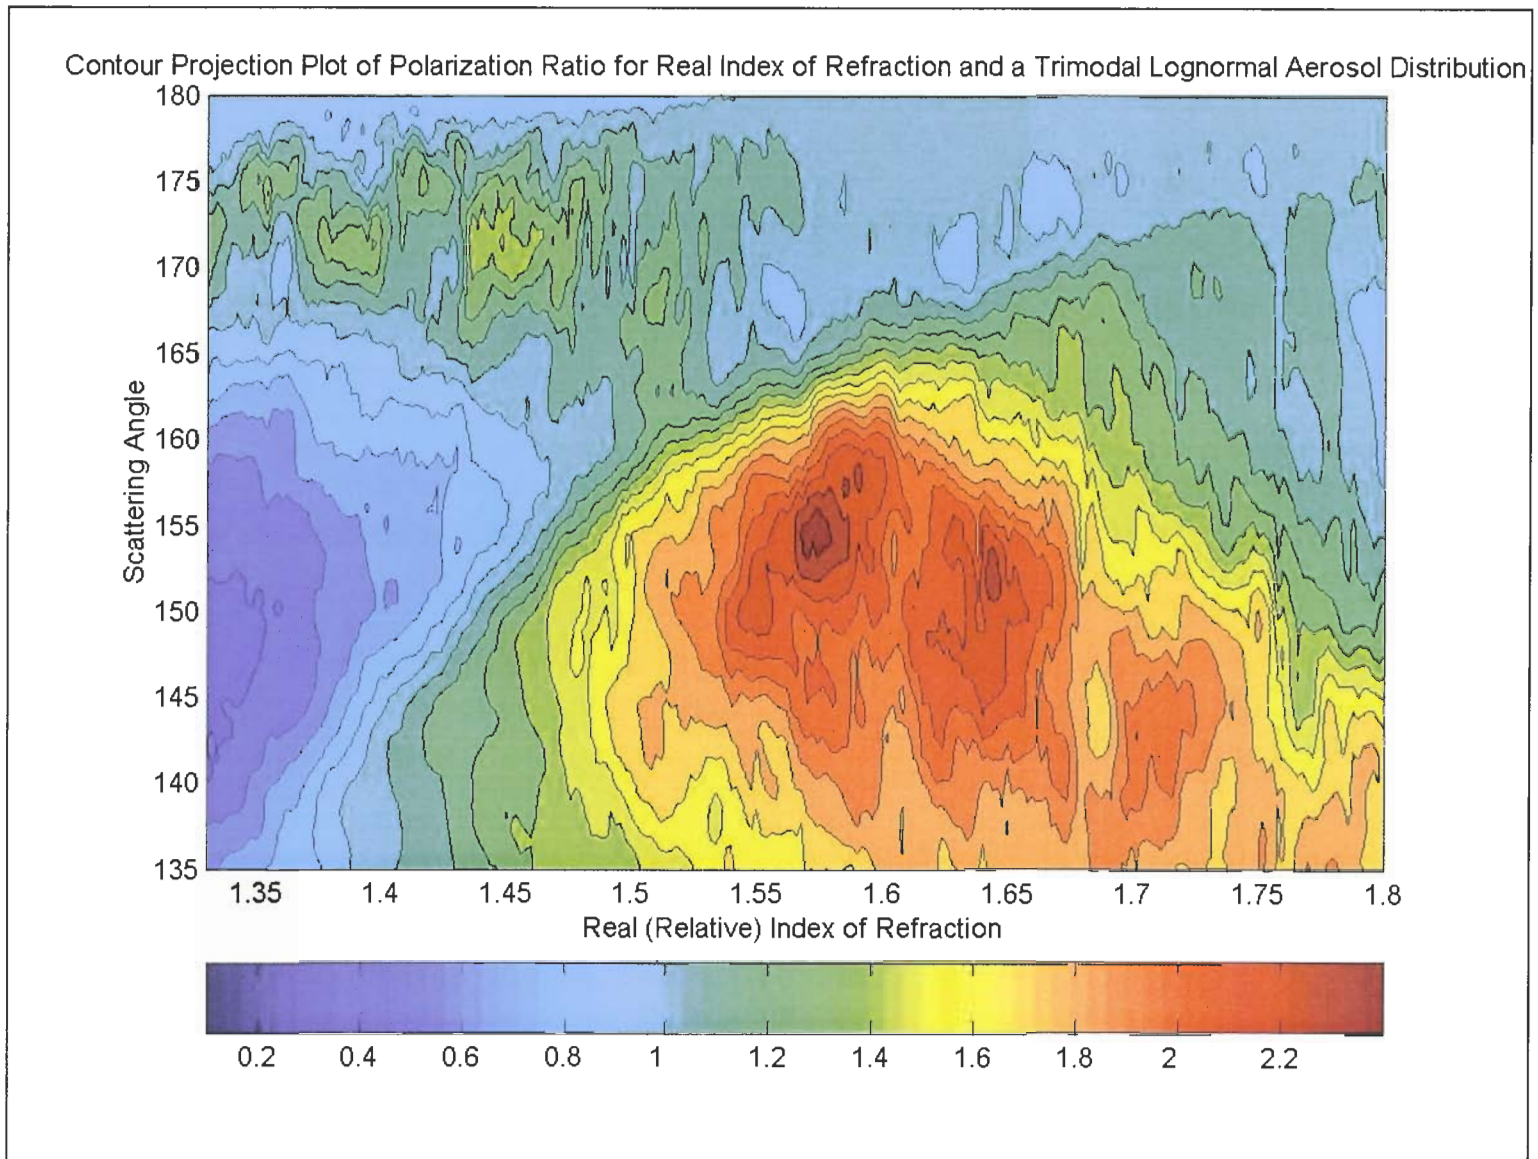 Contour Projection Plot of Polarization Ratio for Real Index of Refraction and a Trimodal Lognormal Aerosol Distribution
180
175
170
165
160
155
150
145
140
135
Scattering Angle
1.35 1.4 1.45 1.5 1.55 1.6 1.65 1.7 1.75 1.8
Real (Relative) Index of Refraction
0.2 0.4 0.6 0.8 1 1.2 1.4 1.6 1.8 2 2.2